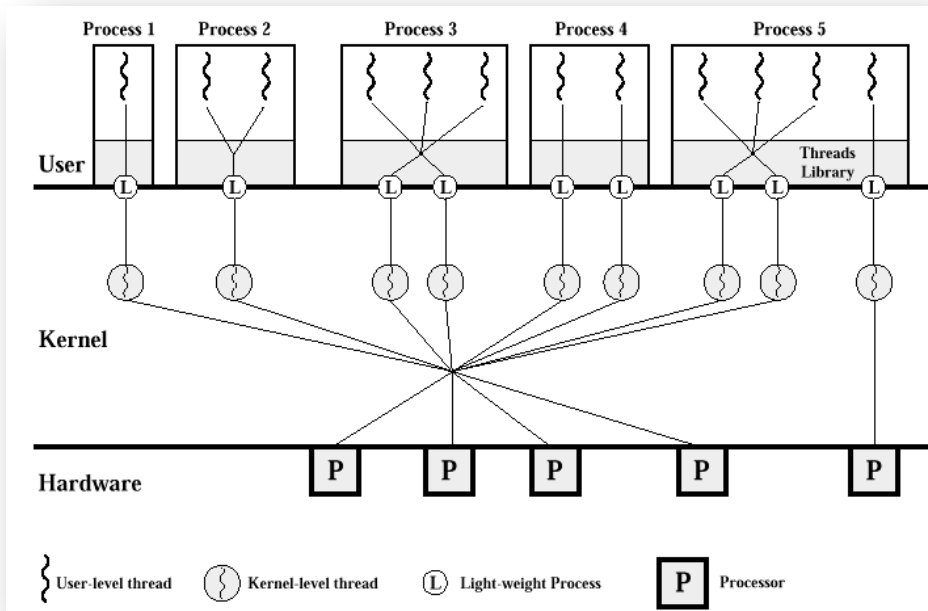 Process 1 Process 2 Process 3 Process 4 Process 5
User
Threads
Library
L L L L L L L L L
Kernel
P P P P P
Hardware
User-level thread Kernel-level thread L Light-weight Process P Processor